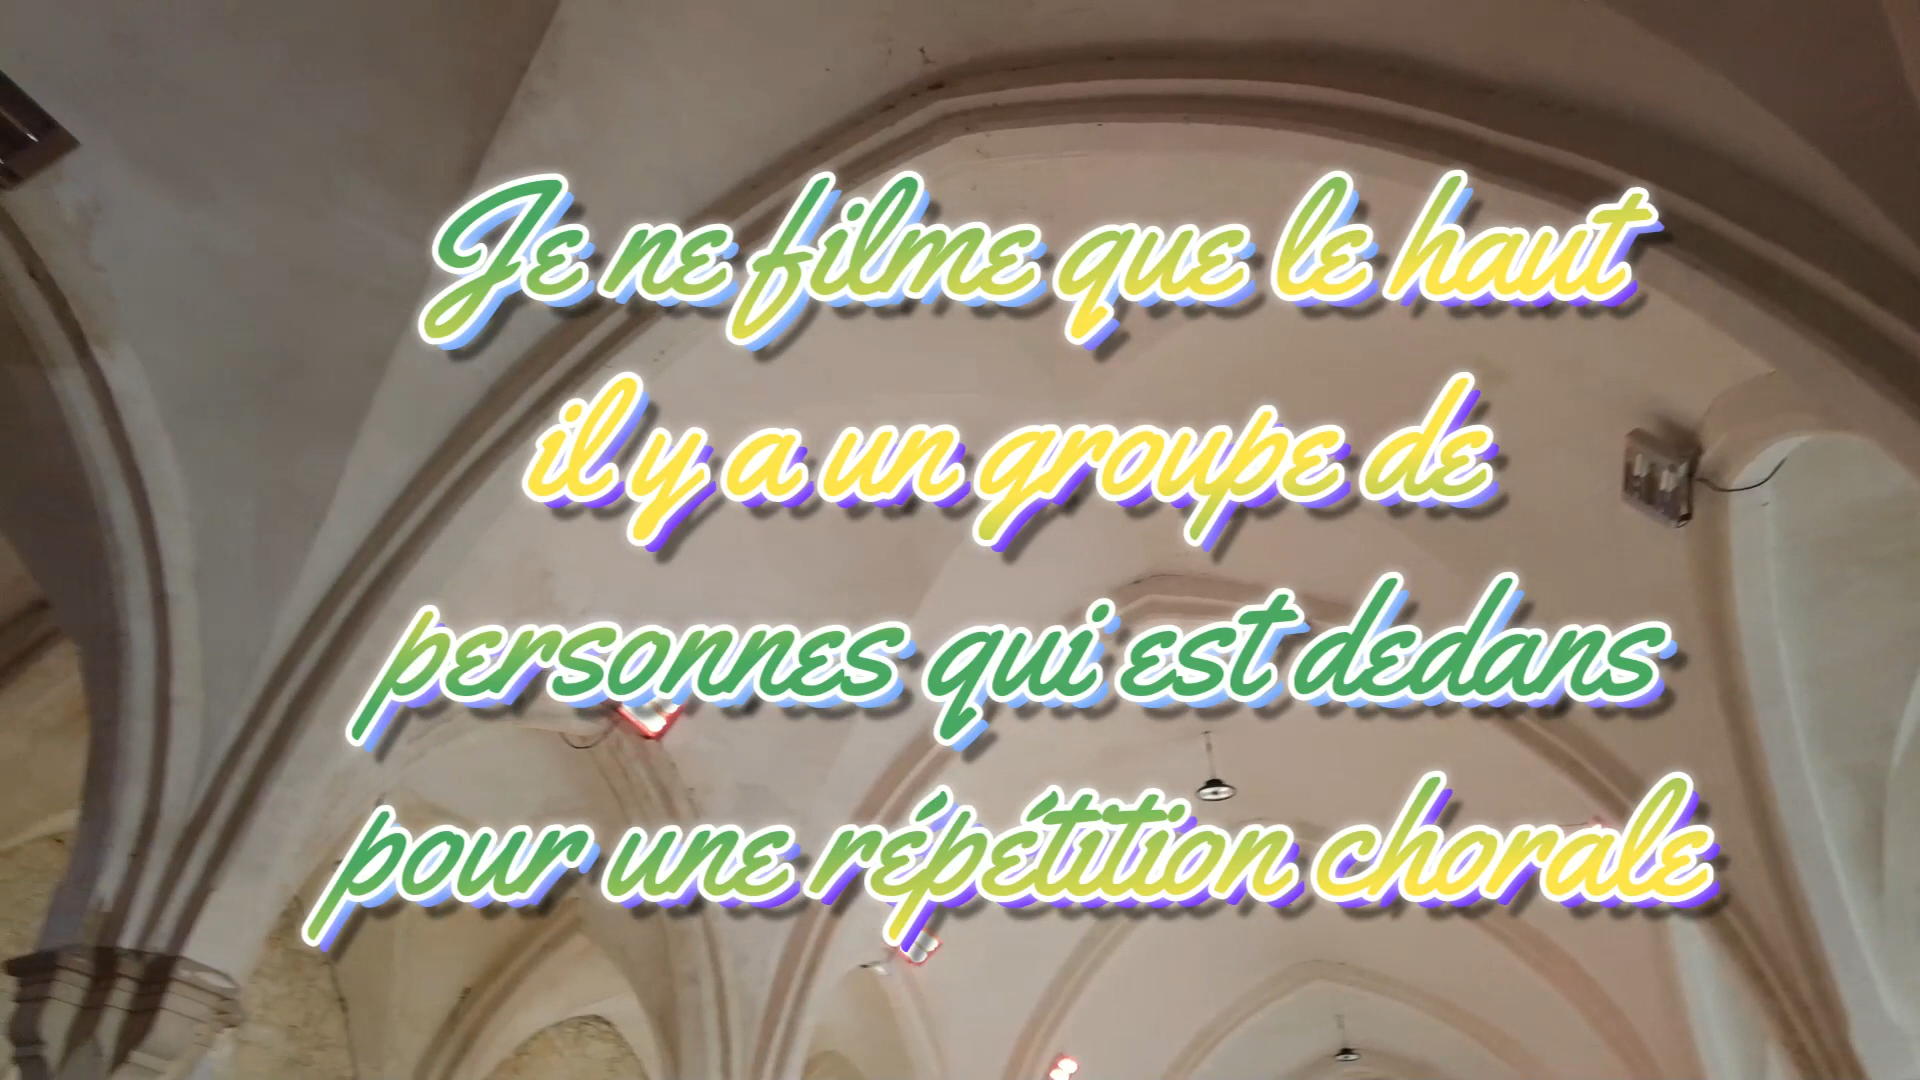 Je ne filme que le haut
il y a un groupe de
personnes qui est dedans
pour une répétition chorale